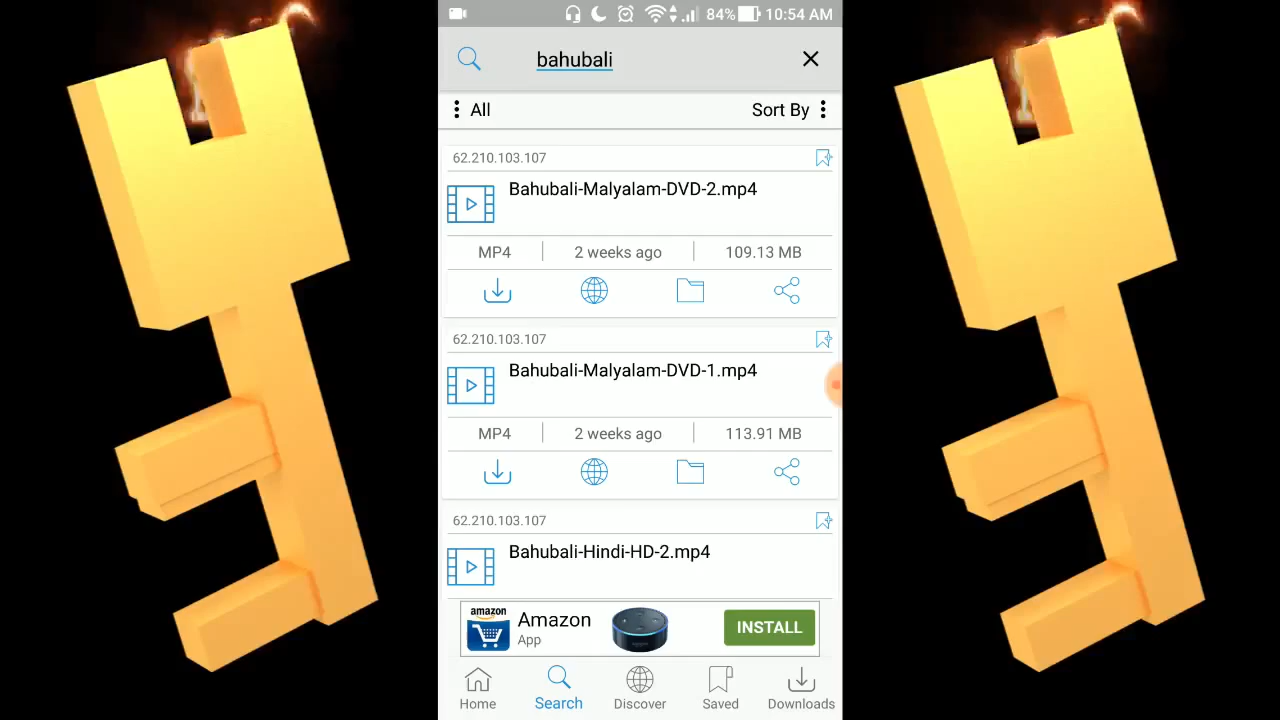 84% 10:54 AM
bahubali
All Sort By
62.210.103.107
Bahubali-Malyalam-DVD-2.mp4
MP4 2 weeks ago 109.13 MB
62.210.103.107
Bahubali-Malyalam-DVD-1.mp4
MP4 2 weeks ago 113.91 MB
62.210.103.107
Bahubali-Hindi-HD-2.mp4
amazon
Amazon
App
INSTALL
Home Search Discover Saved Downloads